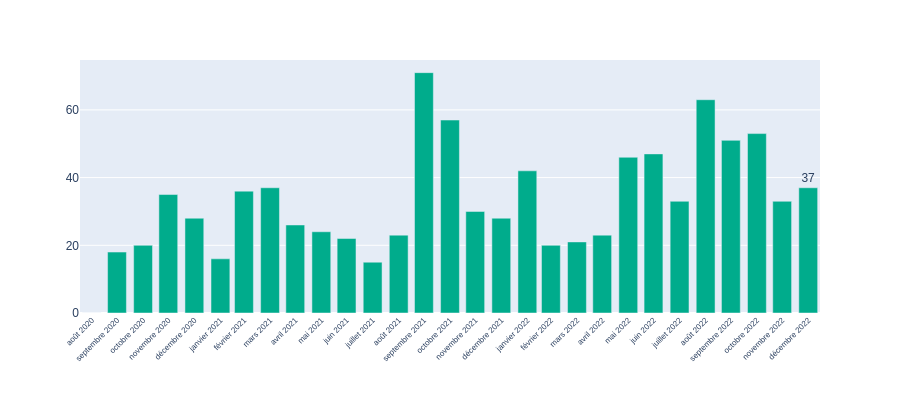 60
40
20
0
37
août 2020
septembre 2020
octobre 2020
novembre 2020
décembre 2020
janvier 2021
février 2021
mars 2021
avril 2021
mai 2021
juin 2021
juillet 2021
août 2021
septembre 2021
octobre 2021
novembre 2021
décembre 2021
janvier 2022
février 2022
mars 2022
avril 2022
mai 2022
juin 2022
juillet 2022
août 2022
septembre 2022
octobre 2022
novembre 2022
décembre 2022